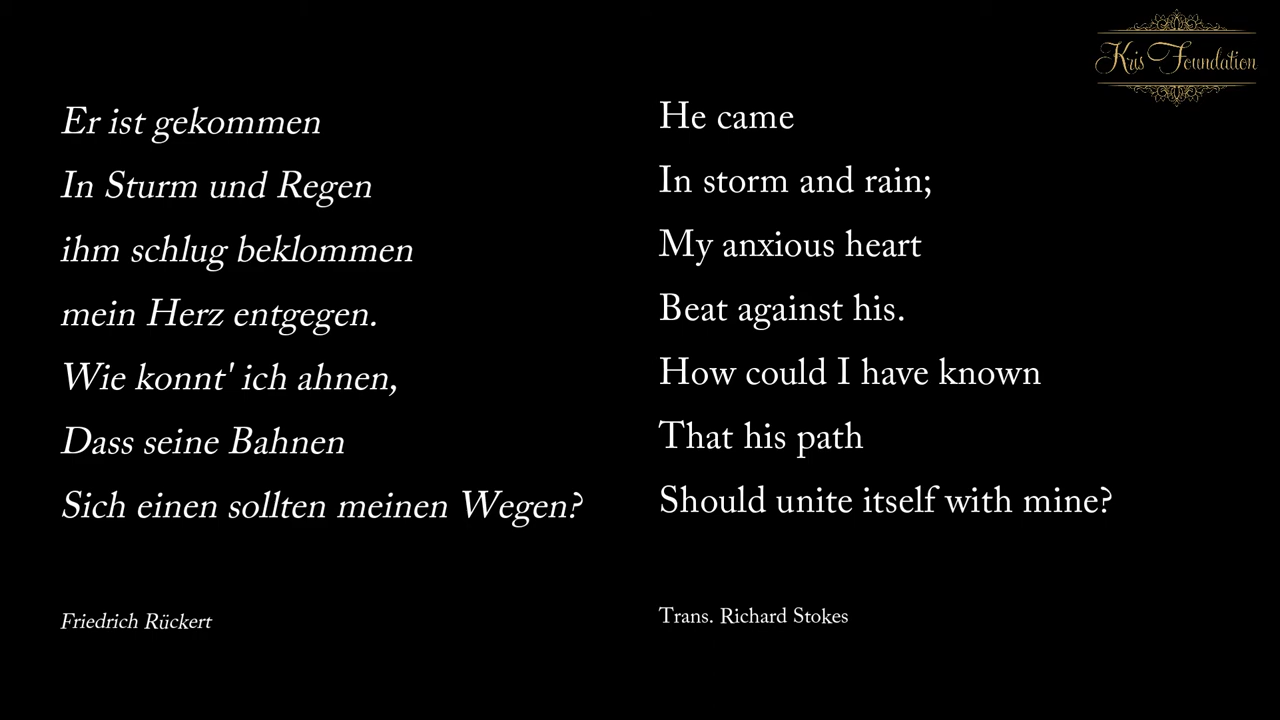 Kris Foundation
Er ist gekommen
In Sturm und Regen
ihm schlug beklommen
mein Herz entgegen.
Wie konnt' ich ahnen,
Dass seine Bahnen
Sich einen sollten meinen Wegen?
Friedrich Rückert
He came
In storm and rain;
My anxious heart
Beat against his.
How could I have known
That his path
Should unite itself with mine?
Trans. Richard Stokes